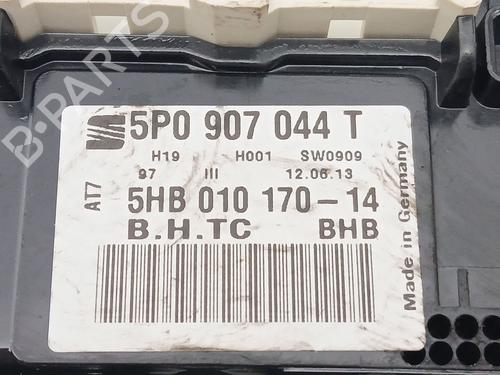 B-PARTS
5P0 907 044 T
H19 H001 SW0909
97 III 12.06.13
AT7
5HB 010 170-14
B.H.TC BHB
Made in Germany